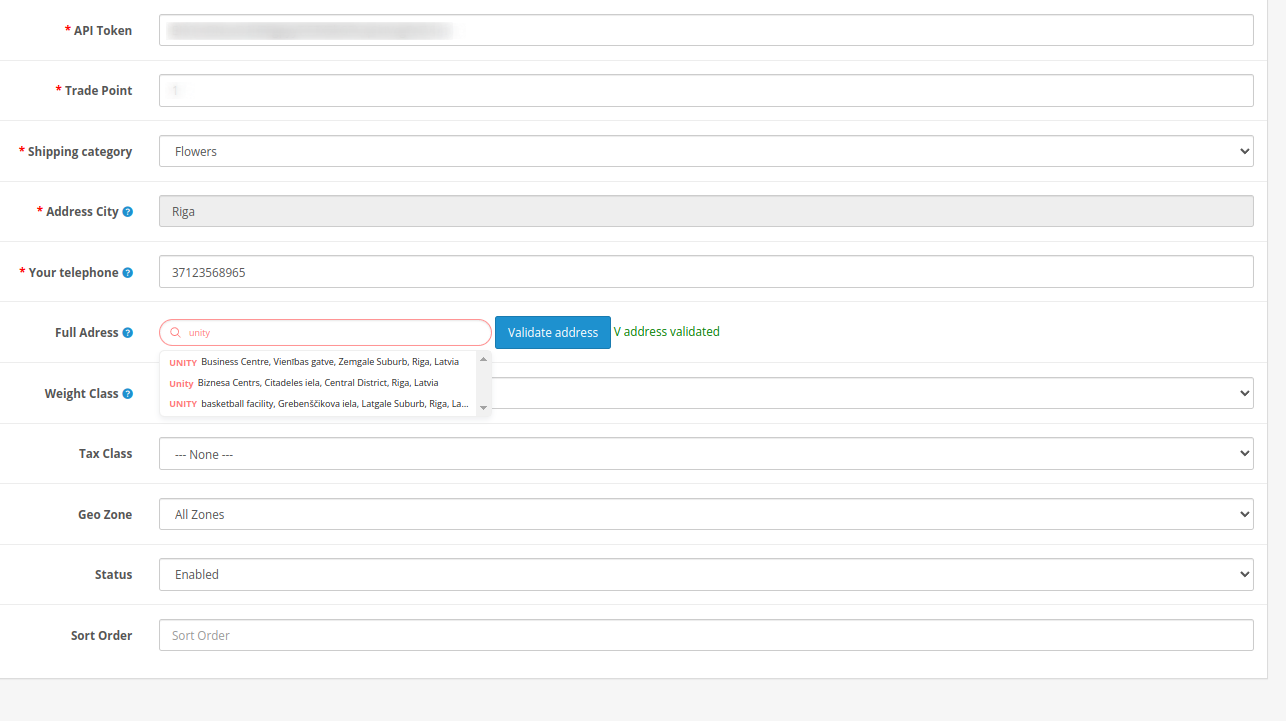 * API Token
* Trade Point
1
* Shipping category
Flowers
* Address City ?
Riga
* Your telephone ?
37123568965
Full Adress ?
unity
Validate address
V address validated
UNITY Business Centre, Vienības gatve, Zemgale Suburb, Riga, Latvia
Unity Biznesa Centrs, Citadeles iela, Central District, Riga, Latvia
UNITY basketball facility, Grebenščikova iela, Latgale Suburb, Riga, La...
Weight Class ?
Tax Class
--- None ---
Geo Zone
All Zones
Status
Enabled
Sort Order
Sort Order